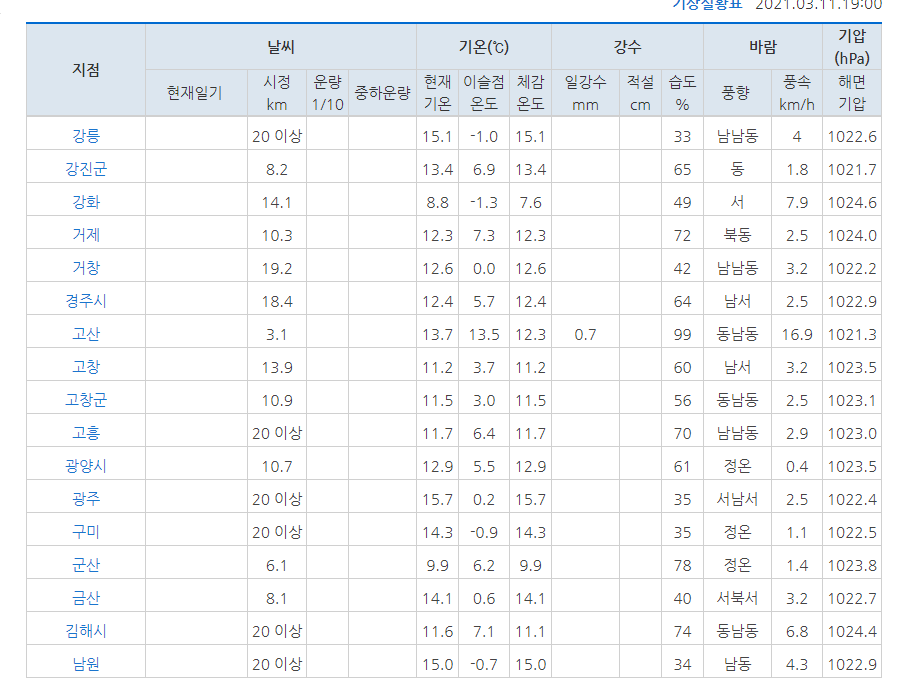 기상실황표 2021.03.11.19:00
지점 날씨 기온(℃) 강수 바람 기압(hPa)
현재일기 시정 km 운량 1/10 중하운량 현재 기온 이슬점 온도 체감 온도 일강수 mm 적설 cm 습도 % 풍향 풍속 km/h 해면 기압
강릉 20 이상 15.1 -1.0 15.1 33 남남동 4 1022.6
강진군 8.2 13.4 6.9 13.4 65 동 1.8 1021.7
강화 14.1 8.8 -1.3 7.6 49 서 7.9 1024.6
거제 10.3 12.3 7.3 12.3 72 북동 2.5 1024.0
거창 19.2 12.6 0.0 12.6 42 남남동 3.2 1022.2
경주시 18.4 12.4 5.7 12.4 64 남서 2.5 1022.9
고산 3.1 13.7 13.5 12.3 0.7 99 동남동 16.9 1021.3
고창 13.9 11.2 3.7 11.2 60 남서 3.2 1023.5
고창군 10.9 11.5 3.0 11.5 56 동남동 2.5 1023.1
고흥 20 이상 11.7 6.4 11.7 70 남남동 2.9 1023.0
광양시 10.7 12.9 5.5 12.9 61 정온 0.4 1023.5
광주 20 이상 15.7 0.2 15.7 35 서남서 2.5 1022.4
구미 20 이상 14.3 -0.9 14.3 35 정온 1.1 1022.5
군산 6.1 9.9 6.2 9.9 78 정온 1.4 1023.8
금산 8.1 14.1 0.6 14.1 40 서북서 3.2 1022.7
김해시 20 이상 11.6 7.1 11.1 74 동남동 6.8 1024.4
남원 20 이상 15.0 -0.7 15.0 34 남동 4.3 1022.9